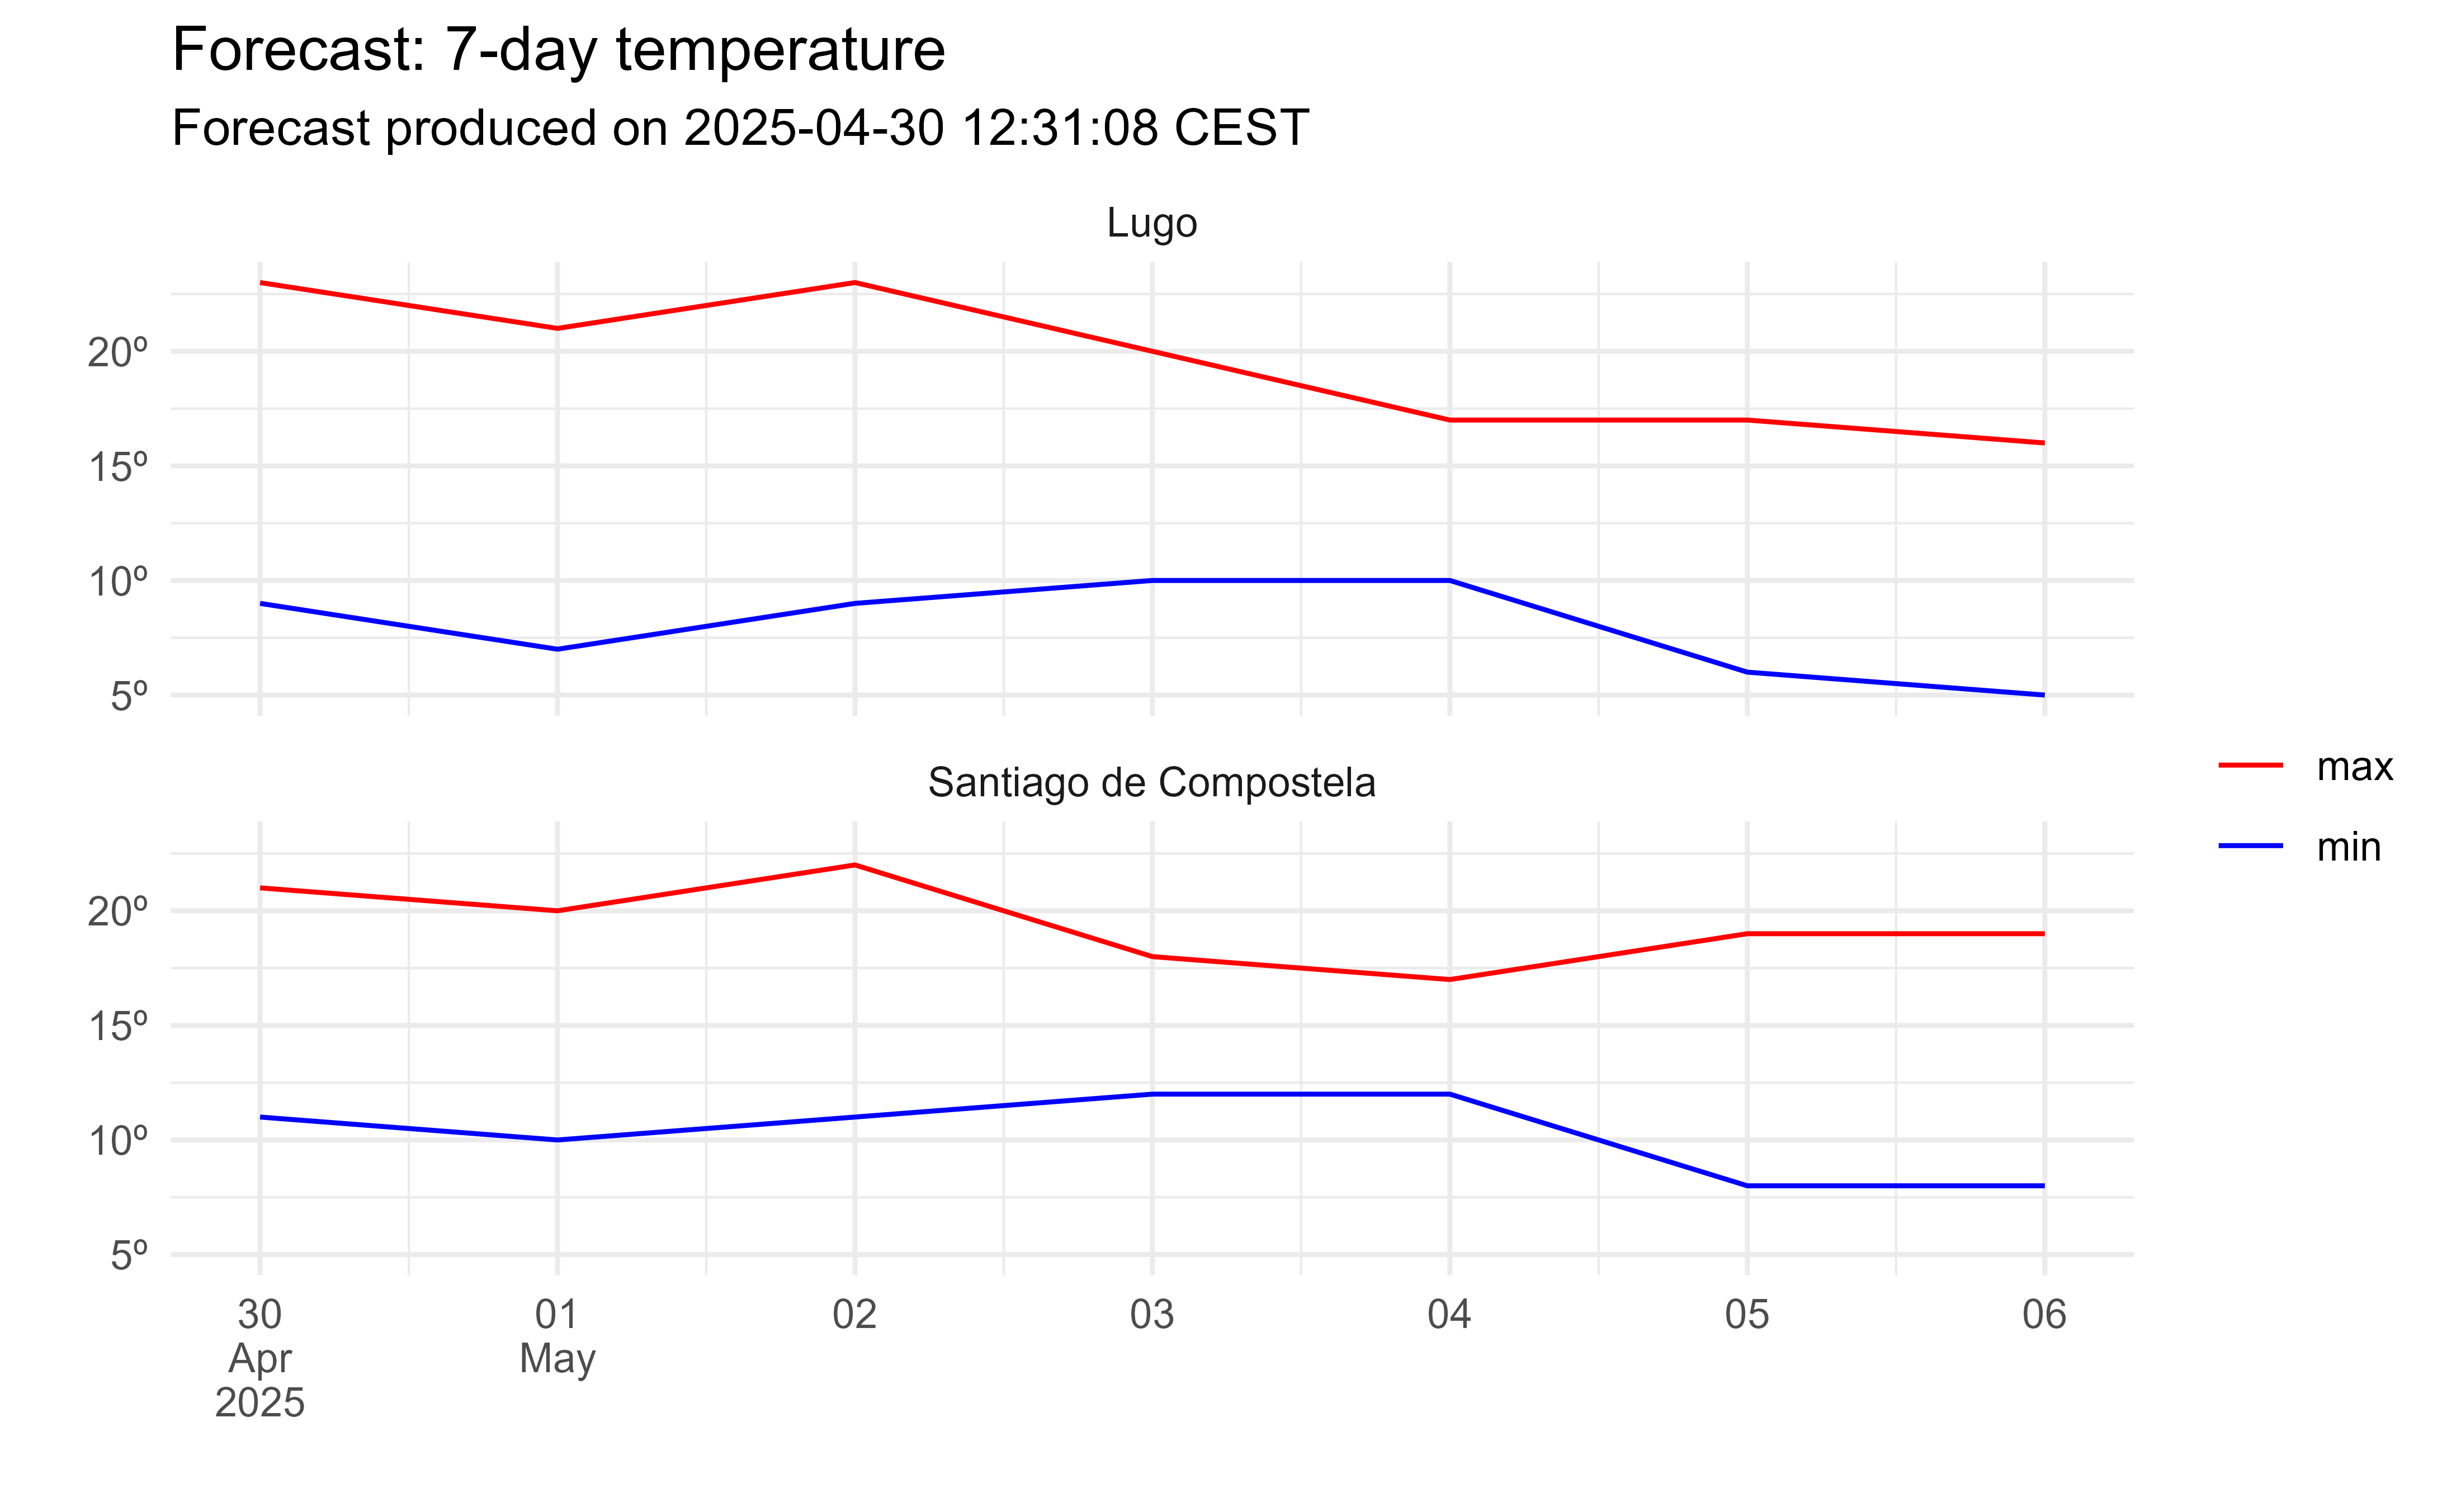 Forecast: 7-day temperature
Forecast produced on 2025-04-30 12:31:08 CEST
Lugo
20º
15º
10º
5º
Santiago de Compostela
20º
15º
10º
5º
30 01 02 03 04 05 06
Apr May
2025
max
min